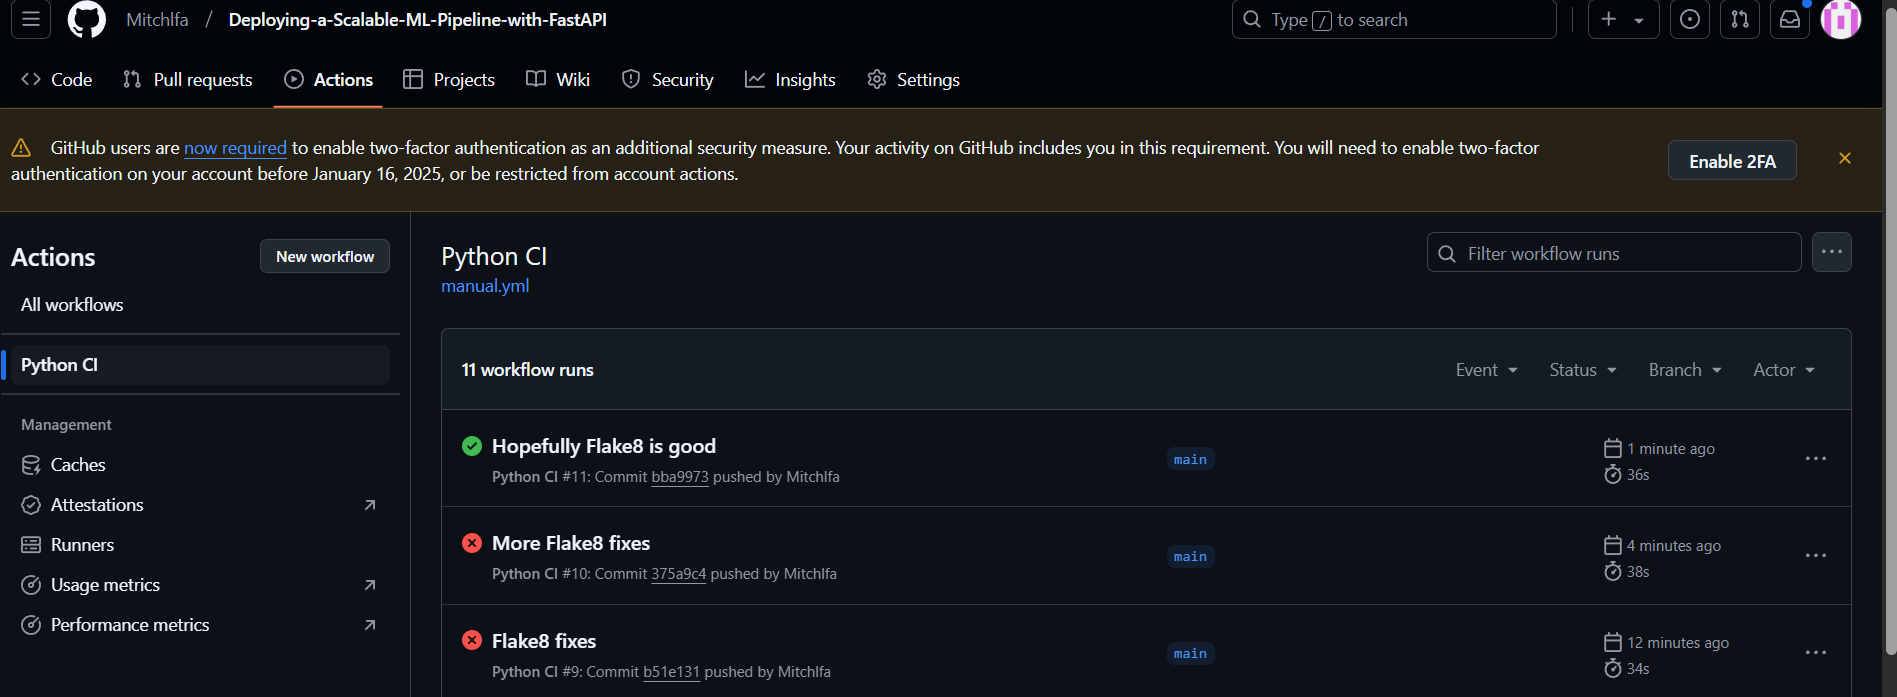 Mitchlfa / Deploying-a-Scalable-ML-Pipeline-with-FastAPI
Type / to search
Code Pull requests Actions Projects Wiki Security Insights Settings
GitHub users are now required to enable two-factor authentication as an additional security measure. Your activity on GitHub includes you in this requirement. You will need to enable two-factor
authentication on your account before January 16, 2025, or be restricted from account actions.
Enable 2FA
Actions
New workflow
All workflows
Python CI
Management
Caches
Attestations
Runners
Usage metrics
Performance metrics
Python CI
manual.yml
Filter workflow runs
11 workflow runs
Event Status Branch Actor
Hopefully Flake8 is good
Python CI #11: Commit bba9973 pushed by Mitchlfa
main
1 minute ago
36s
More Flake8 fixes
Python CI #10: Commit 375a9c4 pushed by Mitchlfa
main
4 minutes ago
38s
Flake8 fixes
Python CI #9: Commit b51e131 pushed by Mitchlfa
main
12 minutes ago
34s